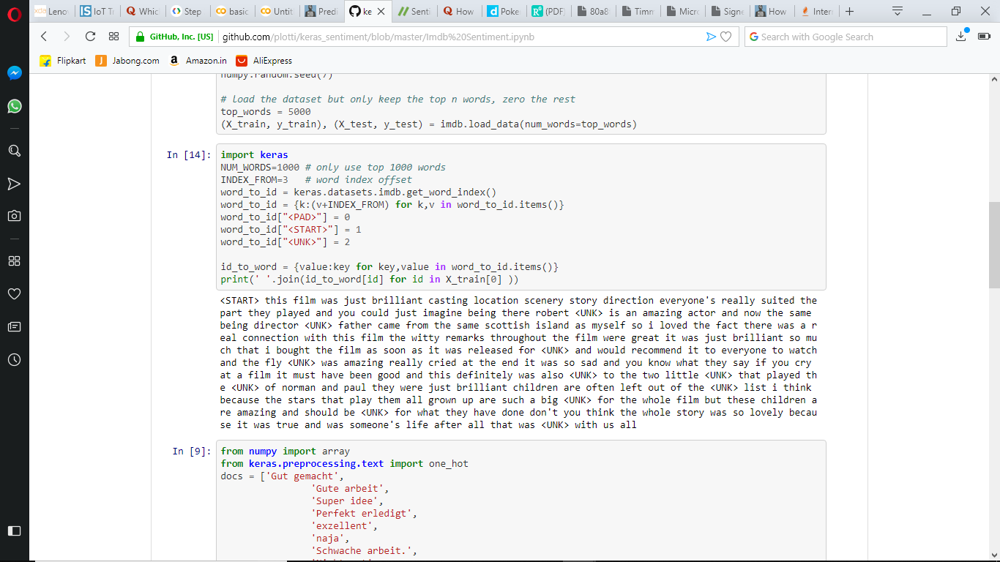 Leno
IoT T
Whic
Step
basic
Untit
Predi
ke
Senti
How
Poke
(PDF)
80a8
Timn
Micro
Signe
How
Inter
GitHub, Inc. [US] github.com/plotti/keras_sentiment/blob/master/Imdb%20Sentiment.ipynb
Search with Google Search
Flipkart Jabong.com Amazon.in AliExpress
numpy.random.seed(7)
# load the dataset but only keep the top n words, zero the rest
top_words = 5000
(X_train, y_train), (X_test, y_test) = imdb.load_data(num_words=top_words)
In [14]: import keras
NUM_WORDS=1000 # only use top 1000 words
INDEX_FROM=3   # word index offset
word_to_id = keras.datasets.imdb.get_word_index()
word_to_id = {k:(v+INDEX_FROM) for k,v in word_to_id.items()}
word_to_id["<PAD>"] = 0
word_to_id["<START>"] = 1
word_to_id["<UNK>"] = 2
id_to_word = {value:key for key,value in word_to_id.items()}
print(' '.join(id_to_word[id] for id in X_train[0] ))
<START> this film was just brilliant casting location scenery story direction everyone's really suited the
part they played and you could just imagine being there robert <UNK> is an amazing actor and now the same
being director <UNK> father came from the same scottish island as myself so i loved the fact there was a r
eal connection with this film the witty remarks throughout the film were great it was just brilliant so mu
ch that i bought the film as soon as it was released for <UNK> and would recommend it to everyone to watch
and the fly <UNK> was amazing really cried at the end it was so sad and you know what they say if you cry
at a film it must have been good and this definitely was also <UNK> to the two little <UNK> that played th
e <UNK> of norman and paul they were just brilliant children are often left out of the <UNK> list i think
because the stars that play them all grown up are such a big <UNK> for the whole film but these children a
re amazing and should be <UNK> for what they have done don't you think the whole story was so lovely becau
se it was true and was someone's life after all that was <UNK> with us all
In [9]: from numpy import array
from keras.preprocessing.text import one_hot
docs = ['Gut gemacht',
'Gute arbeit',
'Super idee',
'Perfekt erledigt',
'exzellent',
'naja',
'Schwache arbeit.',